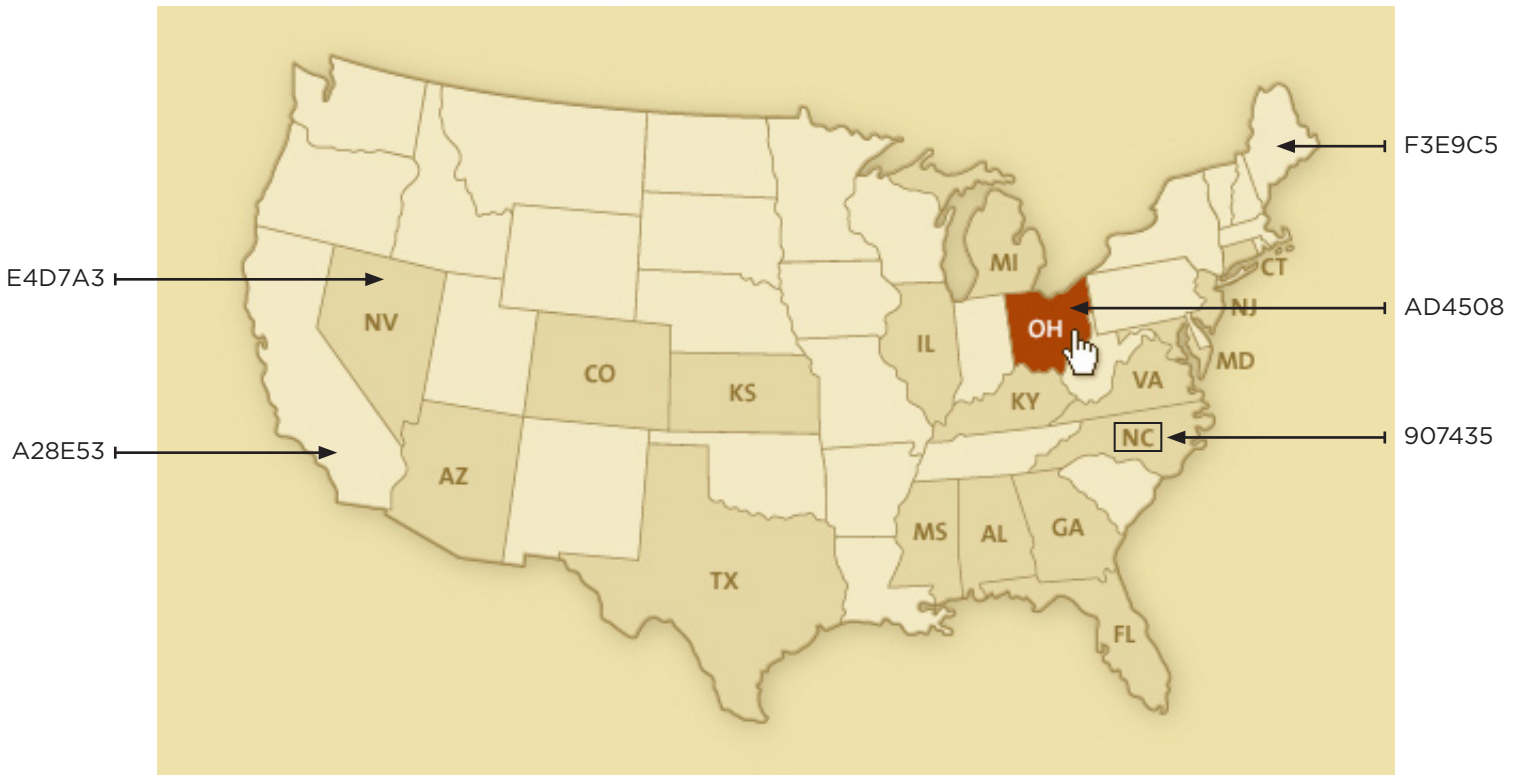 F3E9C5
MI
CT
E4D7A3
NJ
AD4508
NV
OH
IL
MD
CO
VA
KS
KY
NC
907435
A28E53
AZ
GA
MS
AL
TX
FL